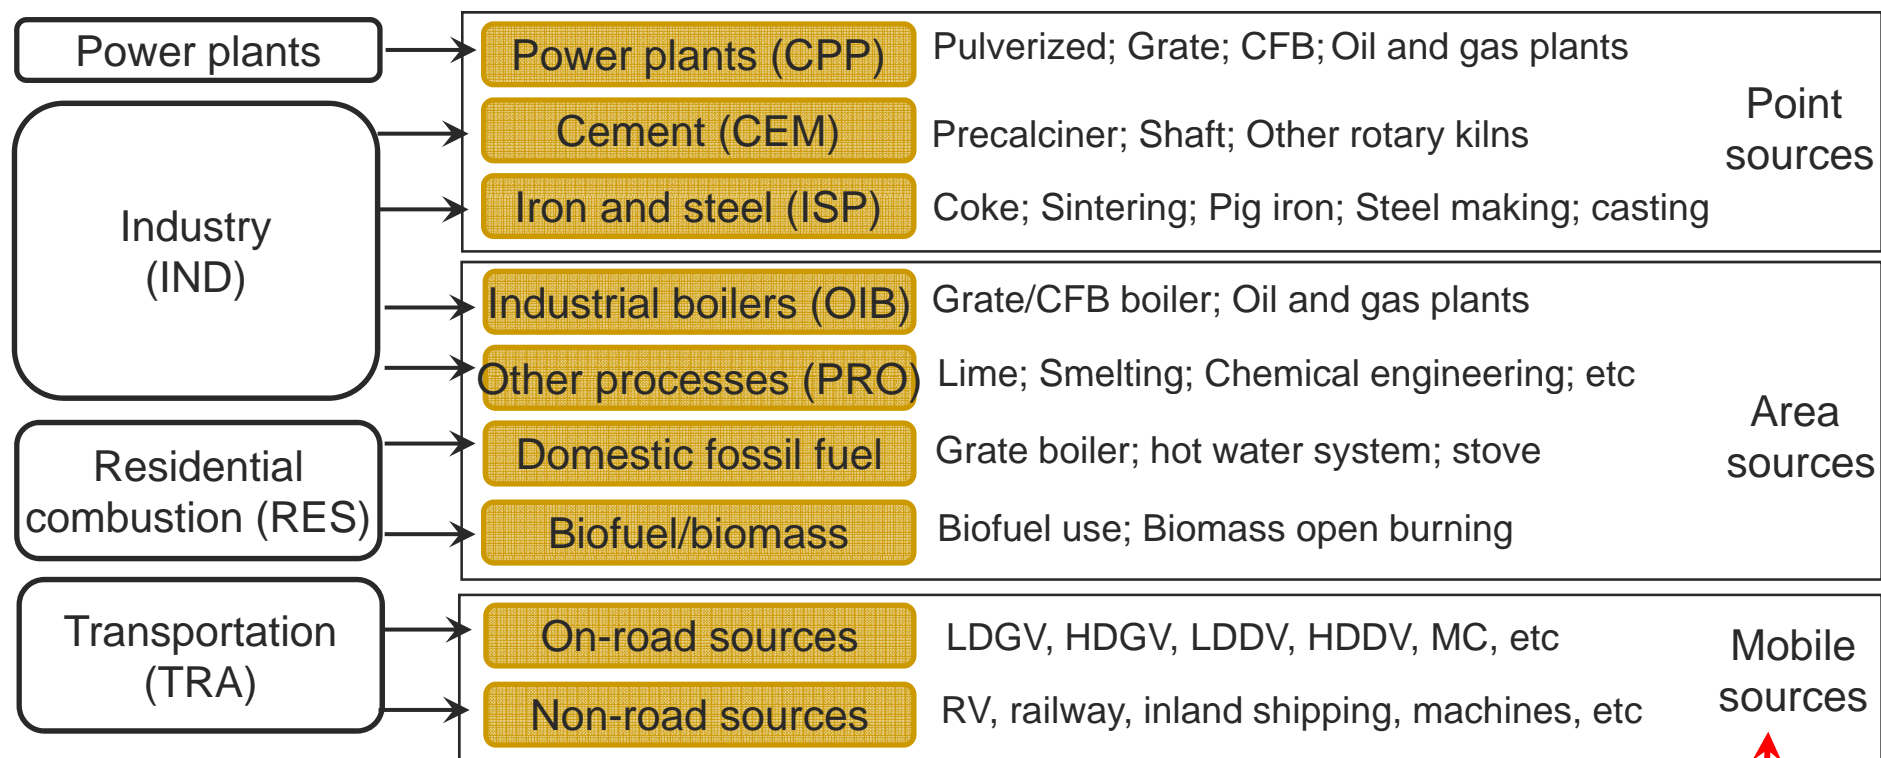 Power plants
Power plants (CPP)
Pulverized; Grate; CFB; Oil and gas plants
Point
sources
Cement (CEM)
Precalciner; Shaft; Other rotary kilns
Industry
(IND)
Iron and steel (ISP)
Coke; Sintering; Pig iron; Steel making; casting
Industrial boilers (OIB)
Grate/CFB boiler; Oil and gas plants
Other processes (PRO)
Lime; Smelting; Chemical engineering; etc
Area
sources
Residential
combustion (RES)
Domestic fossil fuel
Grate boiler; hot water system; stove
Biofuel/biomass
Biofuel use; Biomass open burning
Transportation
(TRA)
On-road sources
LDGV, HDGV, LDDV, HDDV, MC, etc
Mobile
sources
Non-road sources
RV, railway, inland shipping, machines, etc